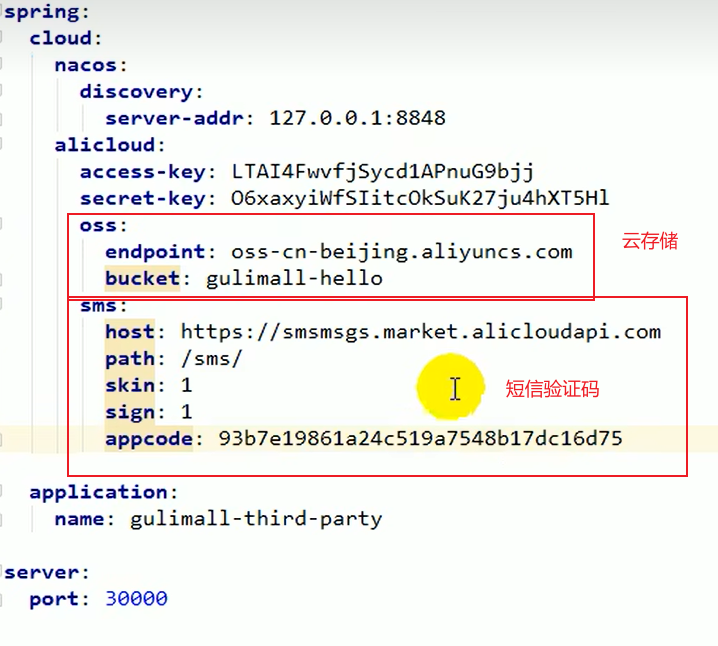 spring:
cloud:
nacos:
discovery:
server-addr: 127.0.0.1:8848
alicloud:
access-key: LTAI4FwvfjSycd1APnuG9bjj
secret-key: O6xaxyiWfSIitcOkSuK27ju4hXT5Hl
oss:
endpoint: oss-cn-beijing.aliyuncs.com
云存储
bucket: gulimall-hello
sms:
host: https://smsmsgs.market.alicloudapi.com
path: /sms/
skin: 1
短信验证码
sign: 1
appcode: 93b7e19861a24c519a7548b17dc16d75
application:
name: gulimall-third-party
server:
port: 30000